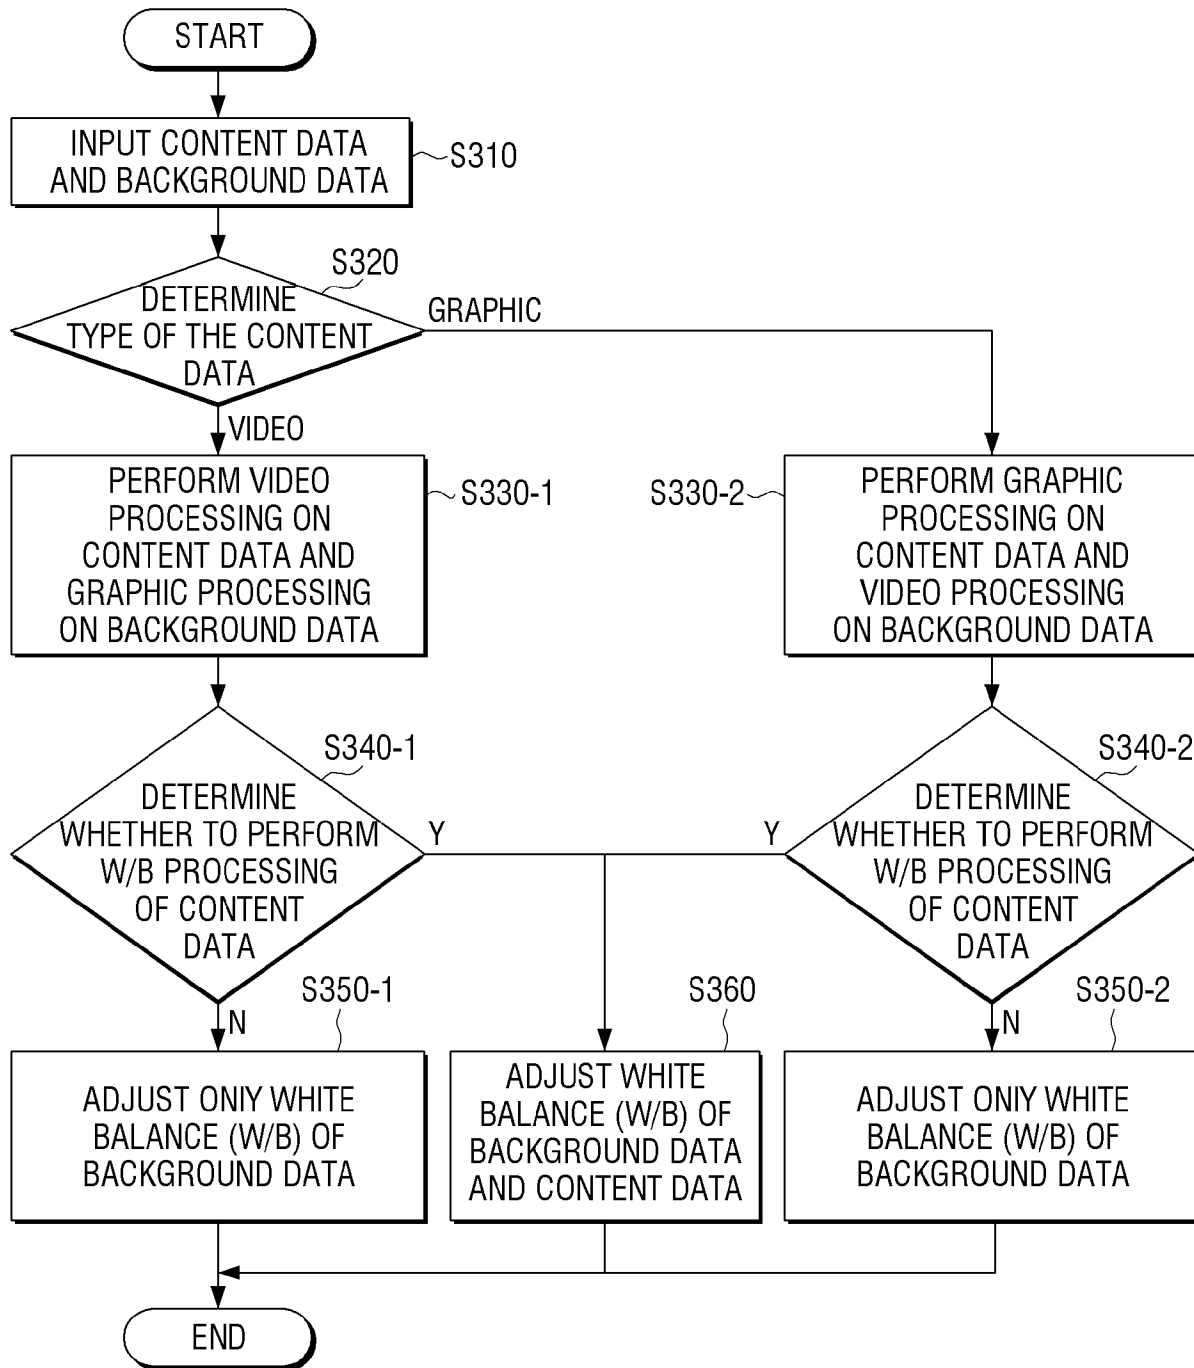 START
INPUT CONTENT DATA
AND BACKGROUND DATA
S310
S320
DETERMINE
TYPE OF THE CONTENT
DATA
GRAPHIC
VIDEO
PERFORM VIDEO
PROCESSING ON
CONTENT DATA AND
GRAPHIC PROCESSING
ON BACKGROUND DATA
S330-1
S330-2
PERFORM GRAPHIC
PROCESSING ON
CONTENT DATA AND
VIDEO PROCESSING
ON BACKGROUND DATA
S340-1
DETERMINE
WHETHER TO PERFORM
W/B PROCESSING
OF CONTENT
DATA
Y
Y
S340-2
DETERMINE
WHETHER TO PERFORM
W/B PROCESSING
OF CONTENT
DATA
S350-1
N
ADJUST ONIY WHITE
BALANCE (W/B) OF
BACKGROUND DATA
S360
ADJUST WHITE
BALANCE (W/B) OF
BACKGROUND DATA
AND CONTENT DATA
S350-2
N
ADJUST ONIY WHITE
BALANCE (W/B) OF
BACKGROUND DATA
END